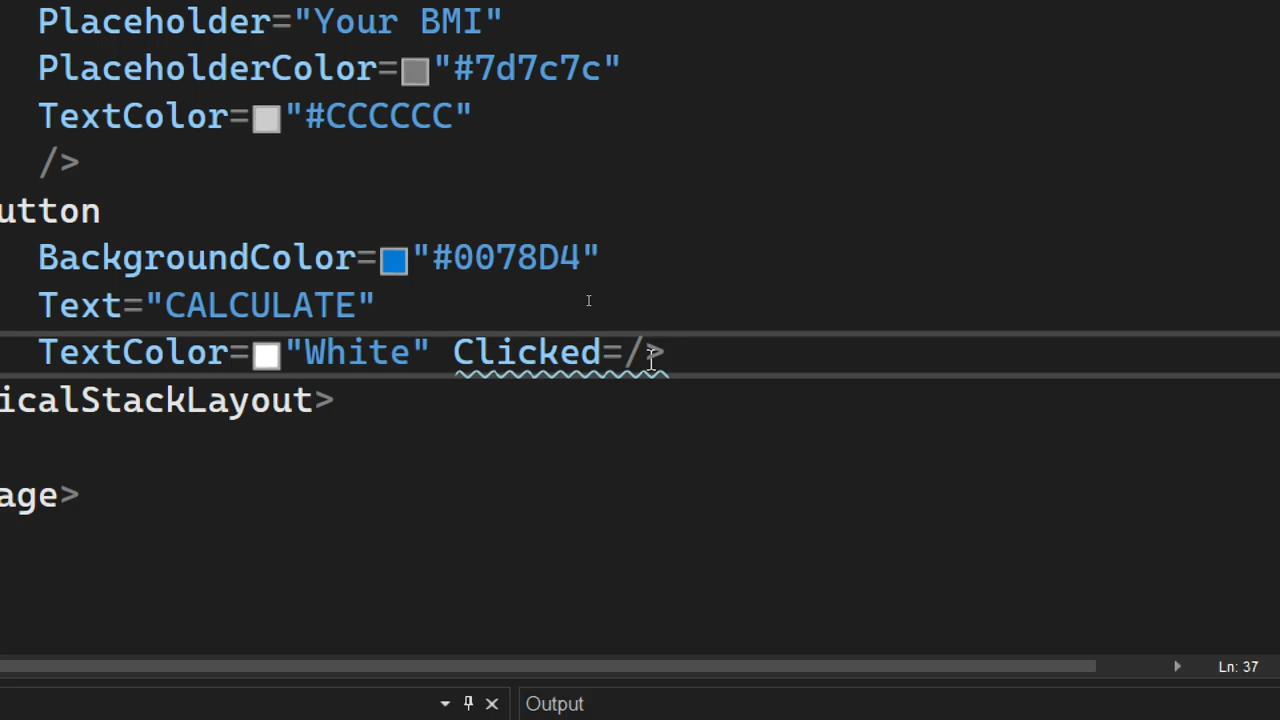 Placeholder="Your BMI"
PlaceholderColor="#7d7c7c"
TextColor="#CCCCCC"
/>
utton
BackgroundColor="#0078D4"
Text="CALCULATE"
TextColor="White" Clicked=/>
icalStackLayout>
age>
Ln: 37
Output